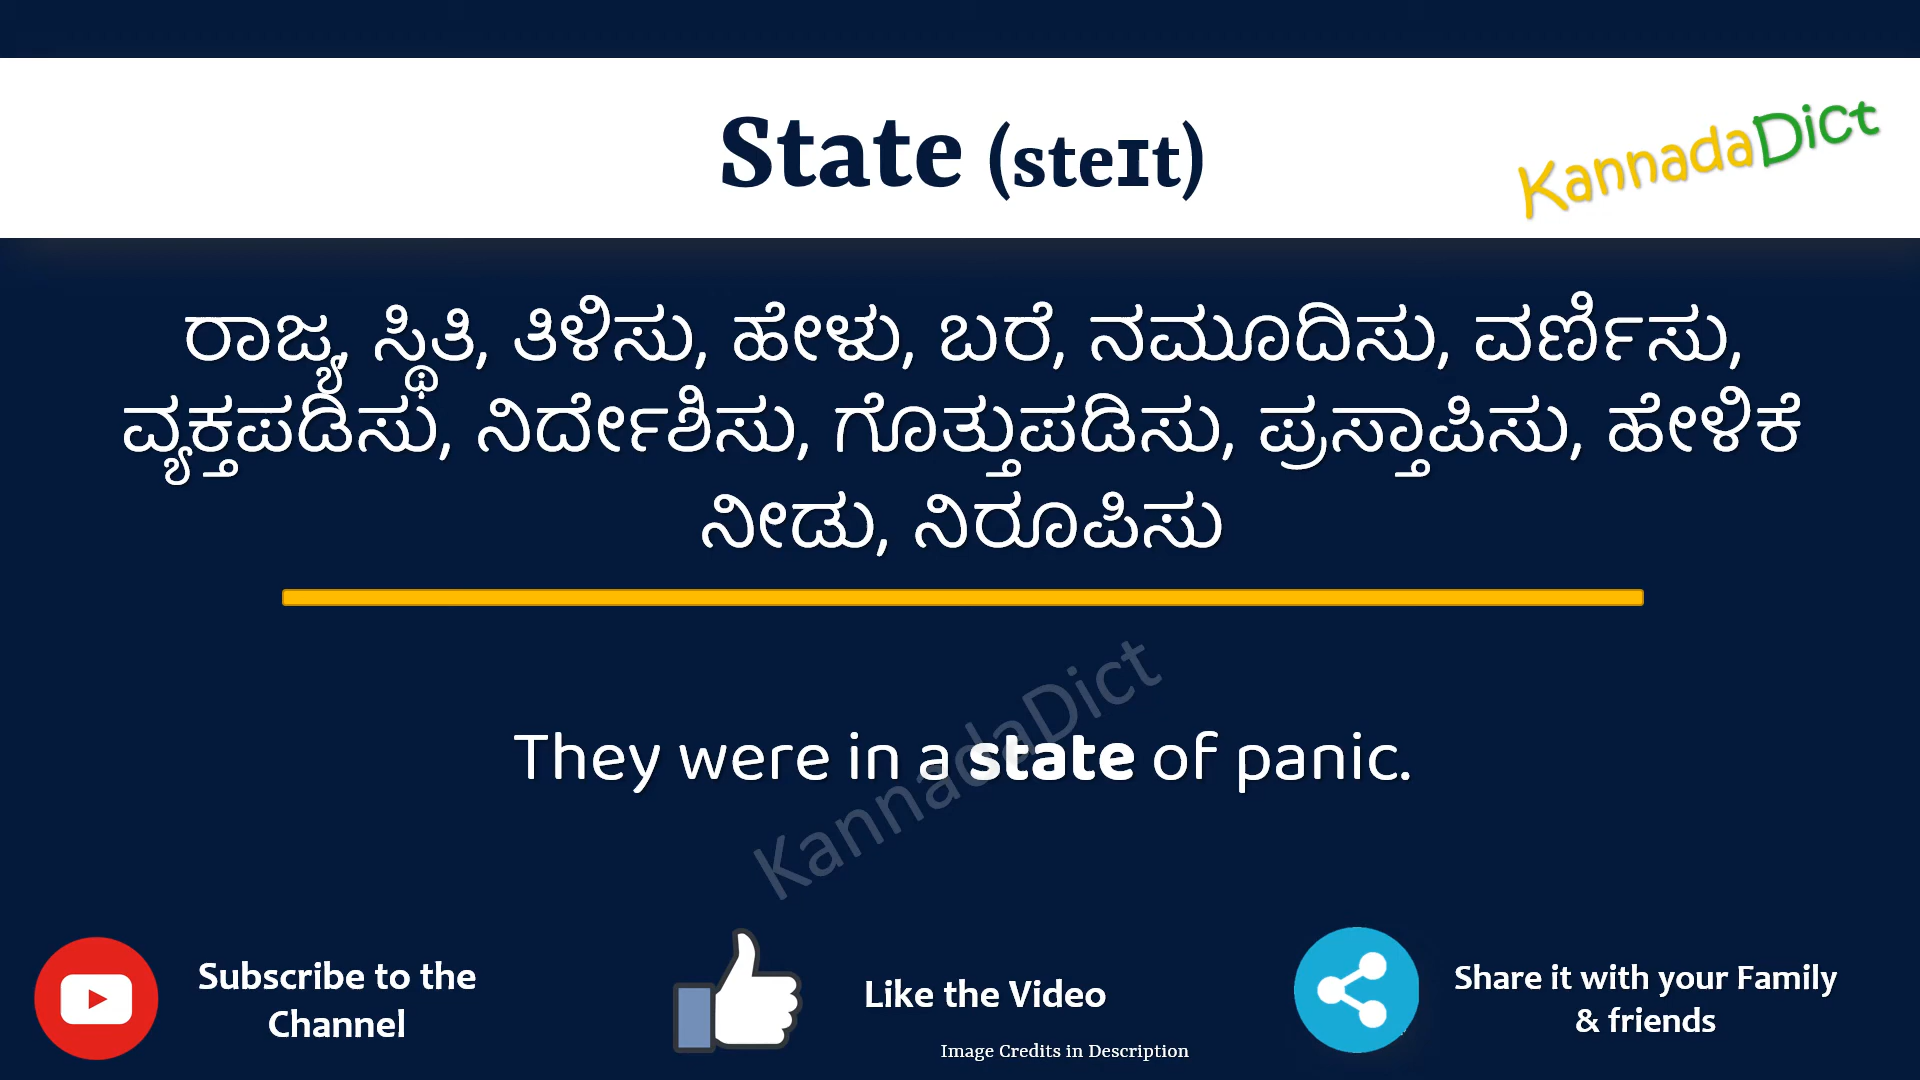 State (steɪt)
KannadaDict
ರಾಜ್ಯ, ಸ್ಥಿತಿ, ತಿಳಿಸು, ಹೇಳು, ಬರೆ, ನಮೂದಿಸು, ವರ್ಣಿಸು,
ವ್ಯಕ್ತಪಡಿಸು, ನಿರ್ದೇಶಿಸು, ಗೊತ್ತುಪಡಿಸು, ಪ್ರಸ್ತಾಪಿಸು, ಹೇಳಿಕೆ
ನೀಡು, ನಿರೂಪಿಸು
They were in a state of panic.
KannadaDict
Subscribe to the
Channel
Like the Video
Image Credits in Description
Share it with your Family
& friends